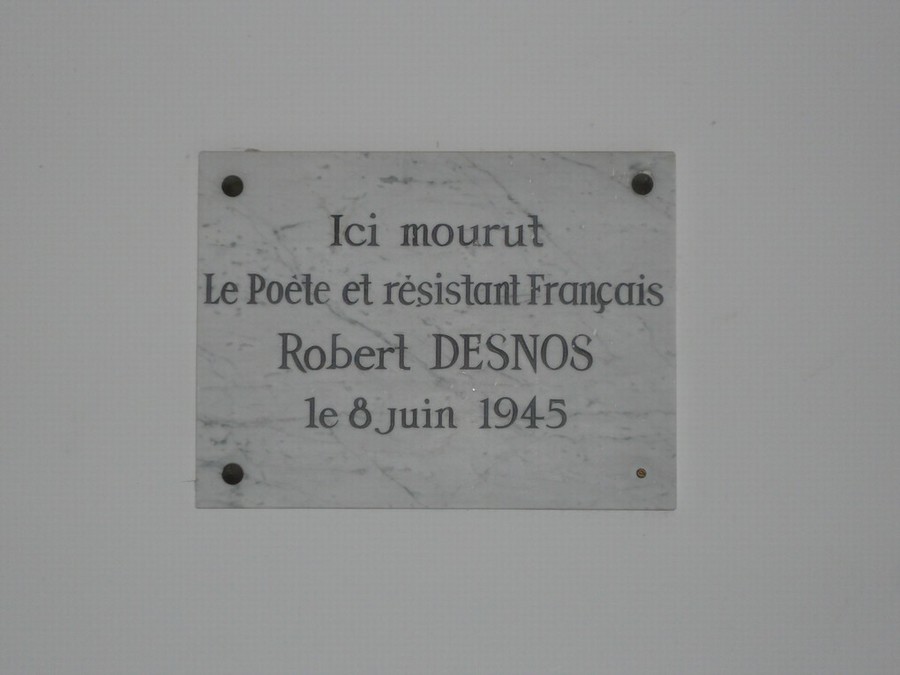 Ici mourut
Le Poète et résistant Français
Robert DESNOS
le 8 juin 1945